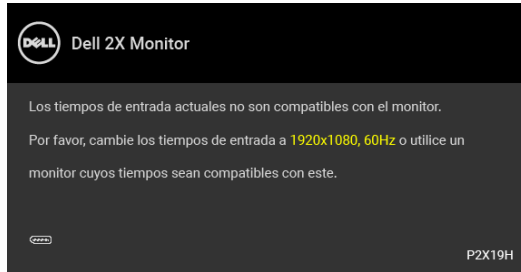 DELL
Dell 2X Monitor
Los tiempos de entrada actuales no son compatibles con el monitor.
Por favor, cambie los tiempos de entrada a 1920x1080, 60Hz o utilice un
monitor cuyos tiempos sean compatibles con este.
P2X19H